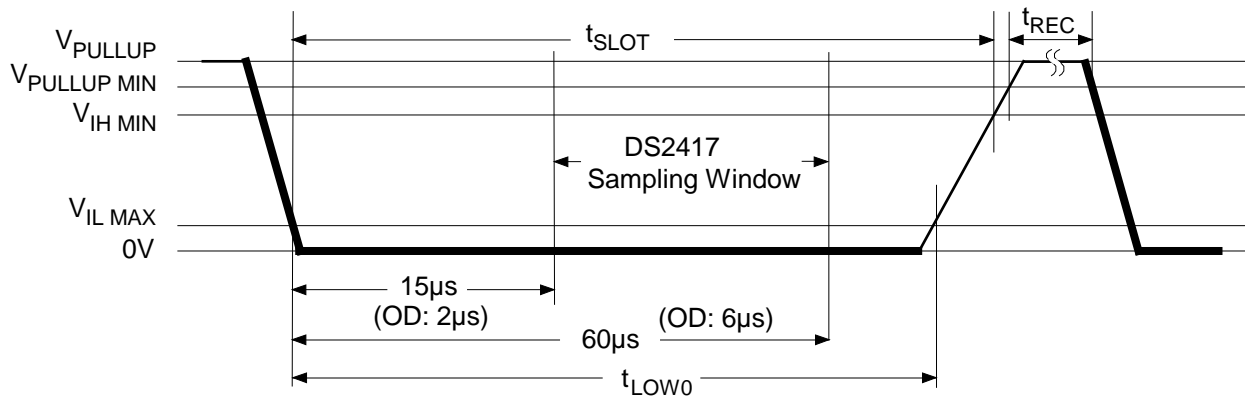 tSLOT
tREC
VPULLUP
VPULLUP MIN
VIH MIN
DS2417
Sampling Window
VIL MAX
0V
15µs
(OD: 2µs)
(OD: 6µs)
60µs
tLOW0